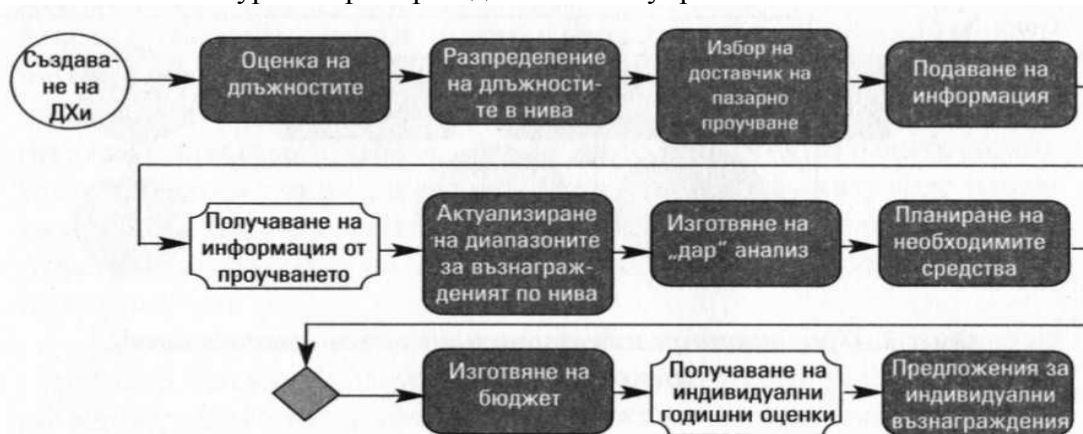 Създава-
не на
ДХи
Оценка на
длъжностите
Разпределение
на длъжности-
те в нива
Избор на
доставчик на
пазарно
проучване
Подаване на
информация
Получаване на
информация от
проучването
Актуализиране
на диапазоните
за възнаграж-
деният по нива
Изготвяне на
„дар“ анализ
Планиране на
необходимите
средства
Изготвяне на
бюджет
Получаване на
индивидуални
годишни оценки
Предложения за
индивидуални
възнаграждения